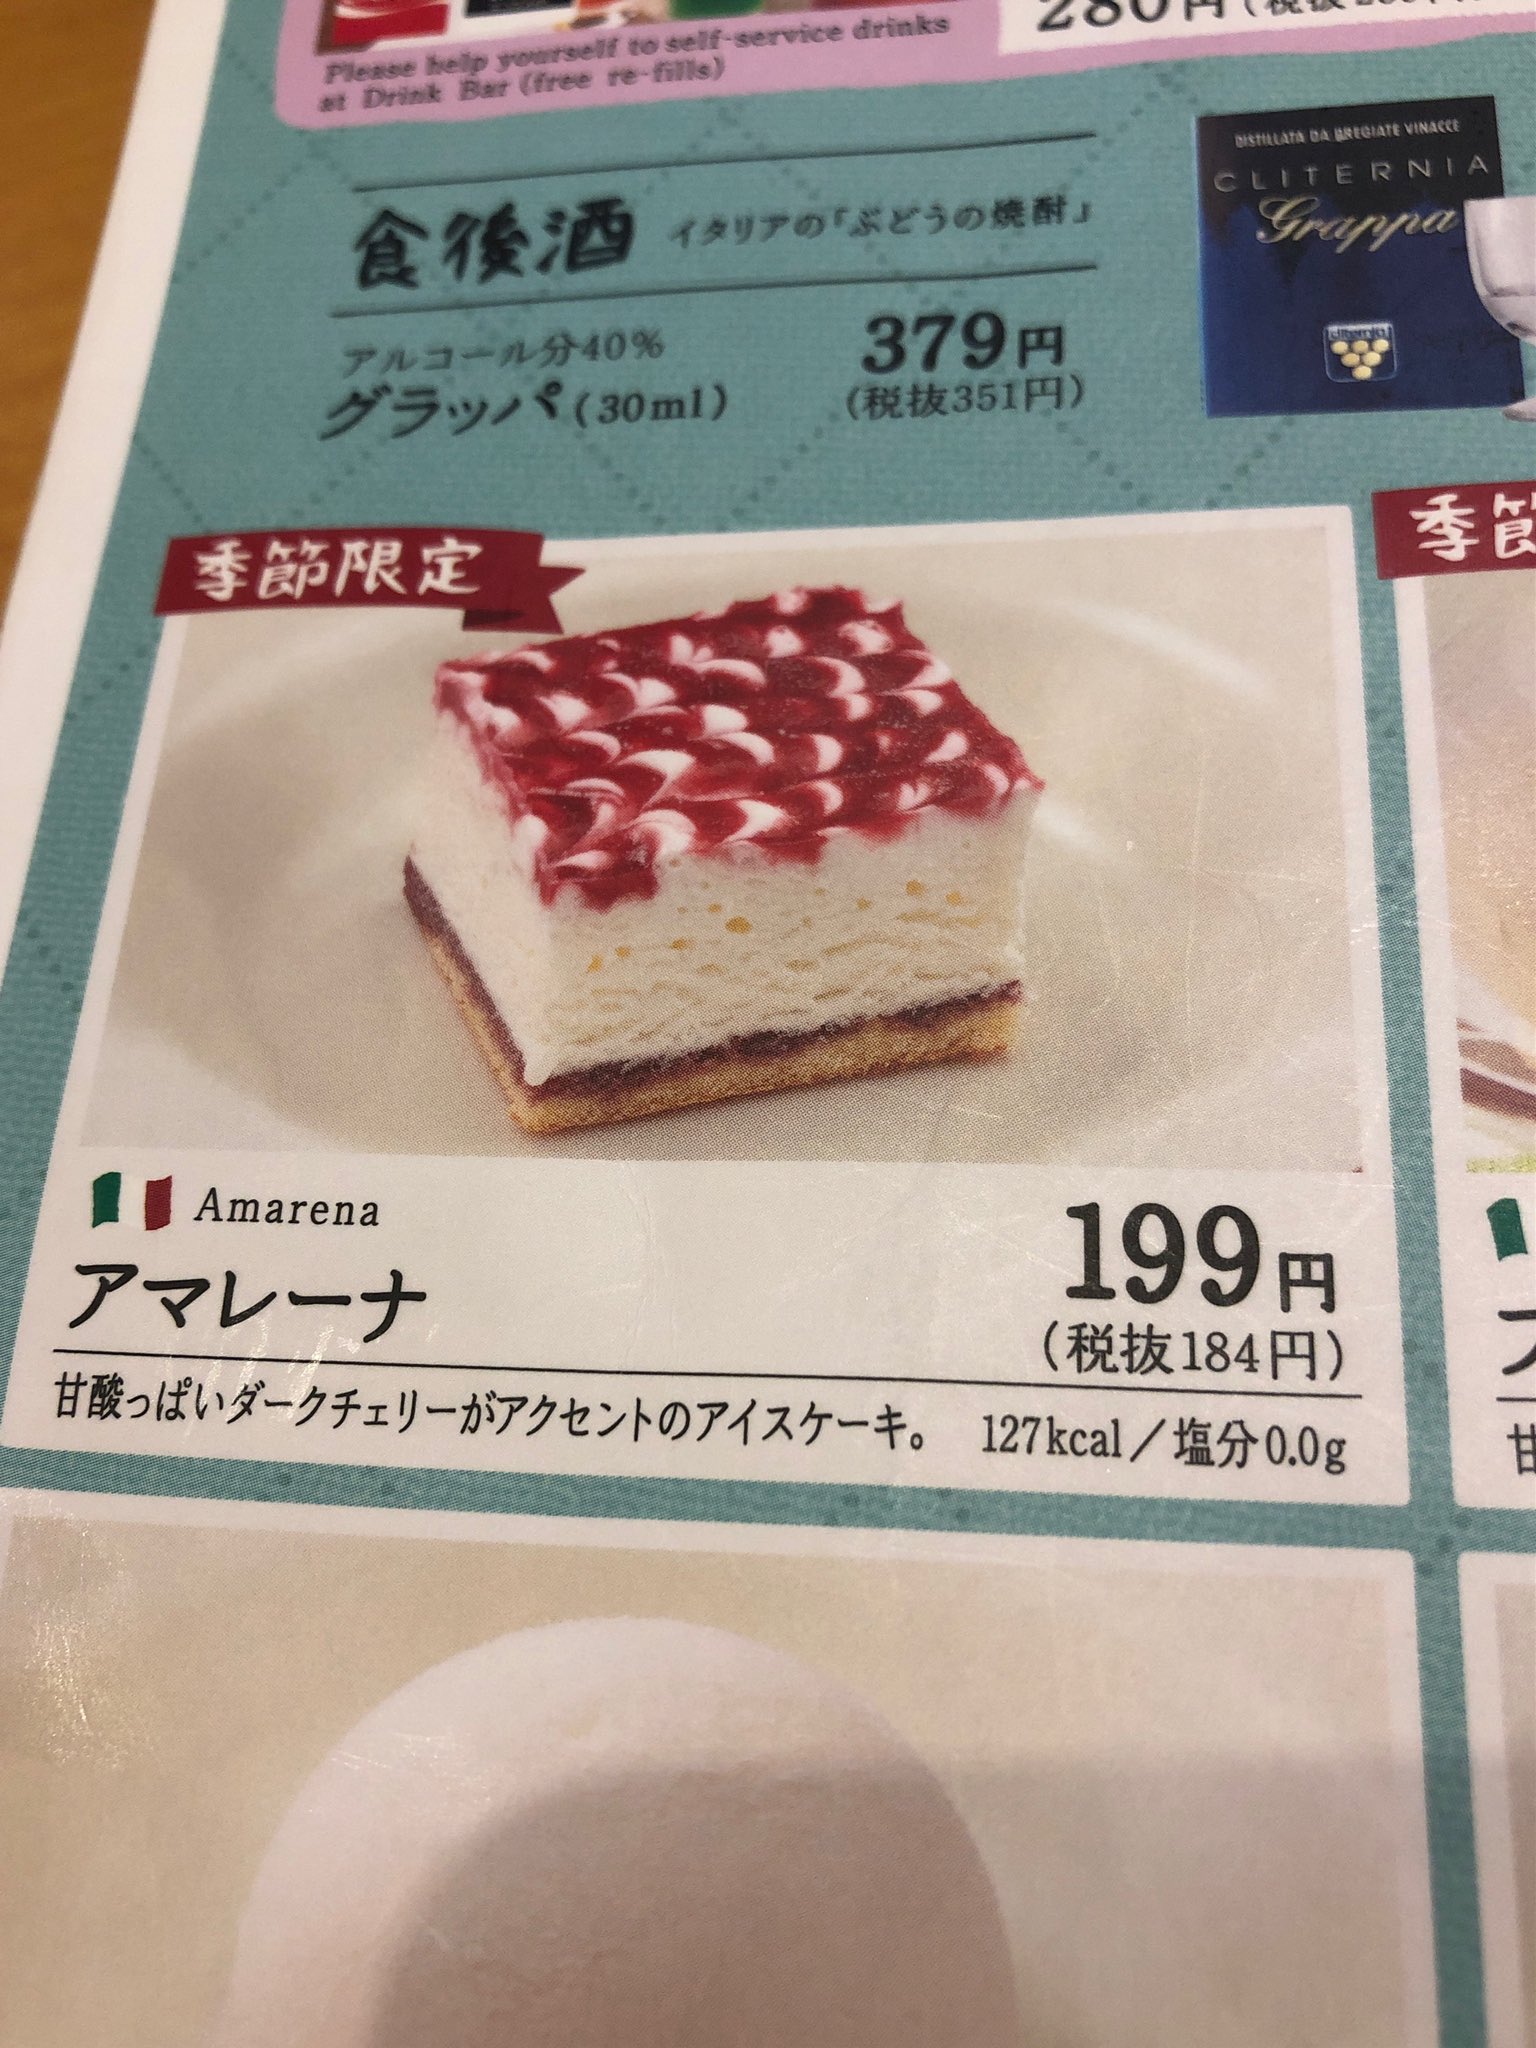 Please help yourself to self-service drinks
at Drink Bar (free re-fills)
280円
食後酒 イタリアの「ぶどうの焼酎」
アルコール分40%
グラッパ(30ml)
379円
(税抜351円)
DISTILLATA DA BREGIATE VINACCE
CLITERNIA
Grappa
cliternia
季節限定
Amarena
アマレーナ
199円
(税抜184円)
甘酸っぱいダークチェリーがアクセントのアイスケーキ。 127kcal／塩分0.0g
季節